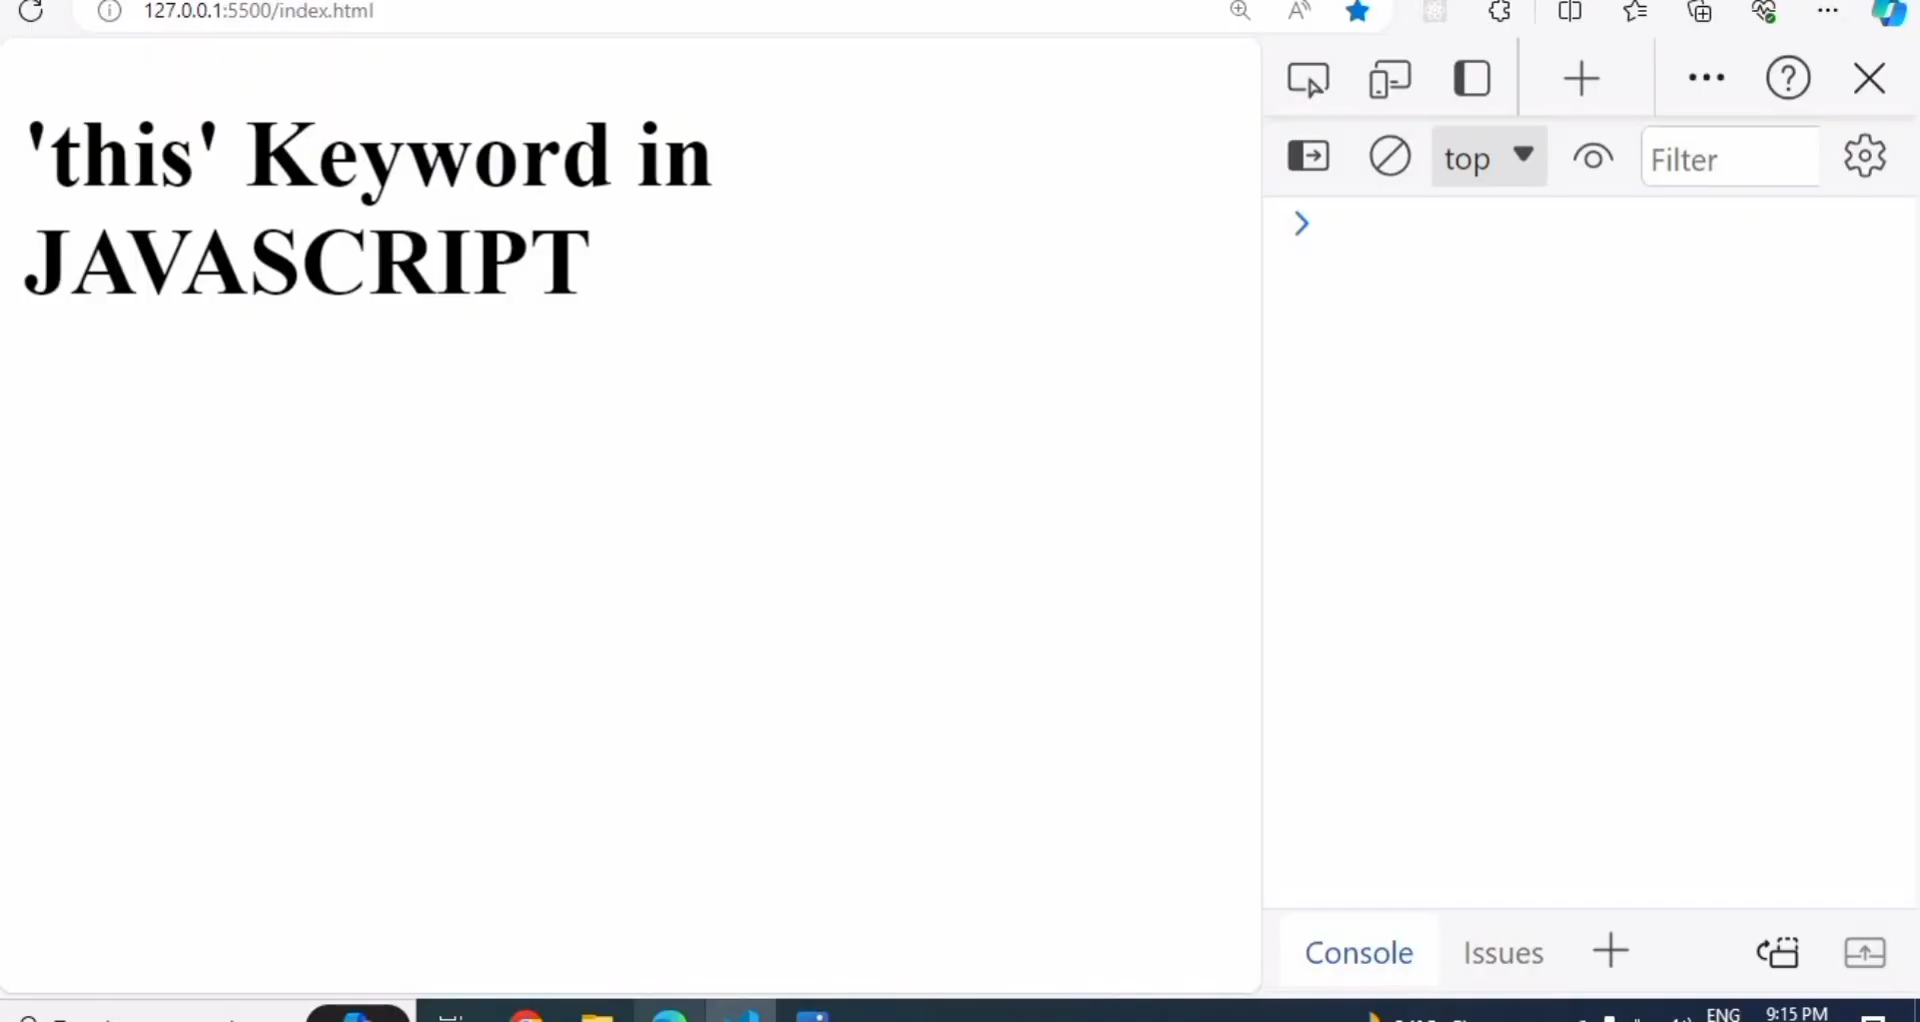 127.0.0.1:5500/index.html
'this' Keyword in
JAVASCRIPT
top
Filter
Console
Issues
ENG
9:15 PM